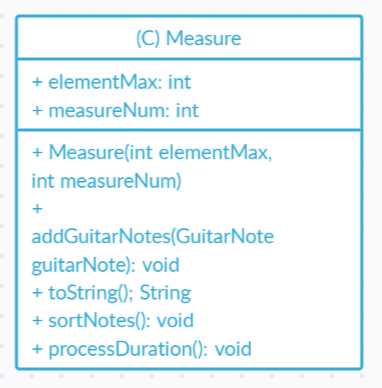 (C) Measure
+ elementMax: int
+ measureNum: int
+ Measure(int elementMax,
int measureNum)
+
addGuitarNotes(GuitarNote
guitarNote): void
+ toString(); String
+ sortNotes(): void
+ processDuration(): void